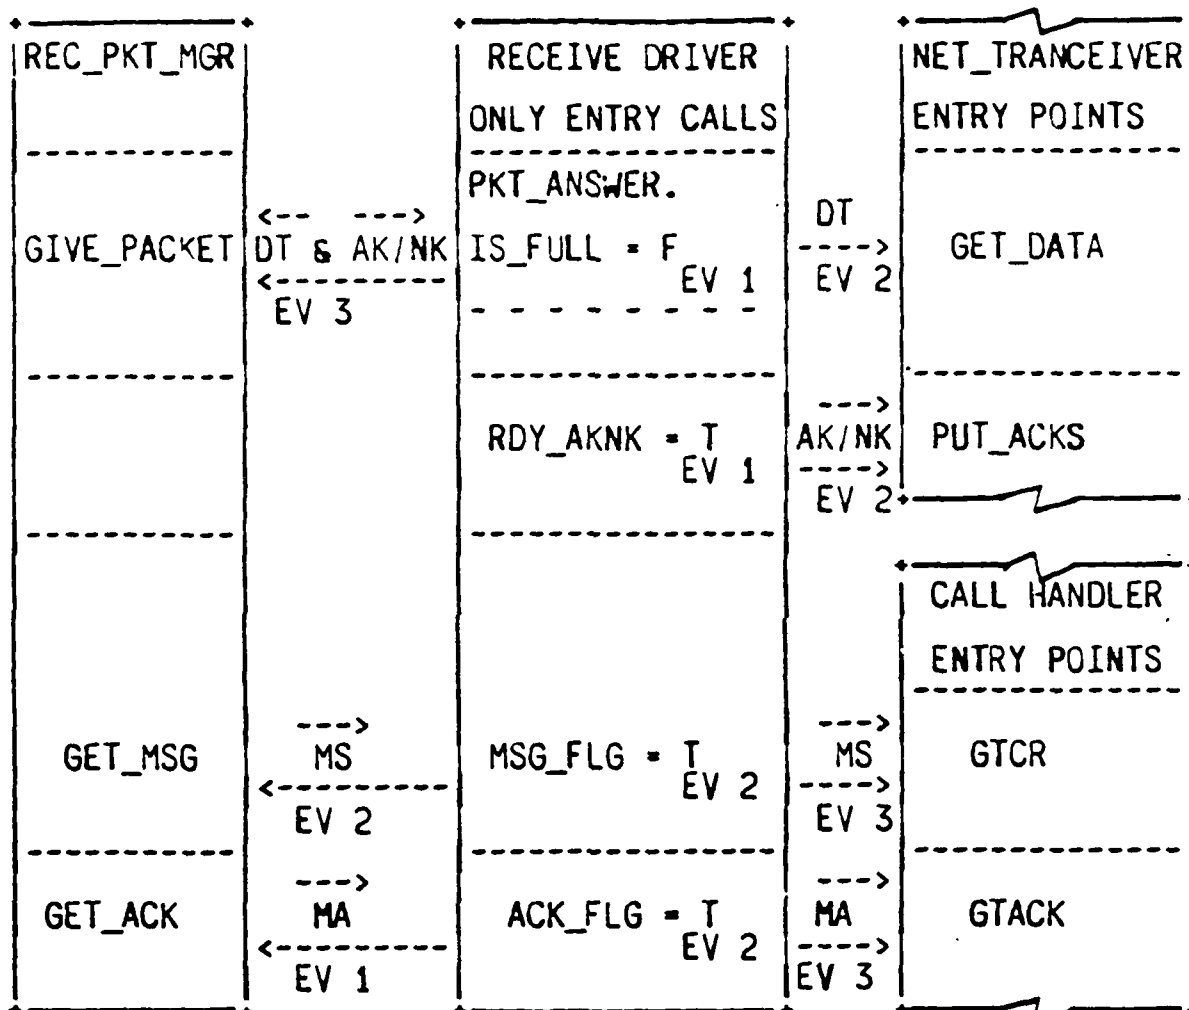 REC_PKT_MGR RECEIVE DRIVER NET_TRANCEIVER
ONLY ENTRY CALLS ENTRY POINTS
PKT_ANSWER.
<-- ---> DT
GIVE_PACKET DT & AK/NK IS_FULL = F ----> GET_DATA
<--------- EV 1 EV 2
EV 3
--->
RDY_AKNK = T AK/NK PUT_ACKS
EV 1 ---->
EV 2
CALL HANDLER
ENTRY POINTS
---> --->
GET_MSG MS MSG_FLG = T MS GTCR
<--------- EV 2 ---->
EV 2 EV 3
---> --->
GET_ACK MA ACK_FLG = T MA GTACK
<--------- EV 2 ---->
EV 1 EV 3